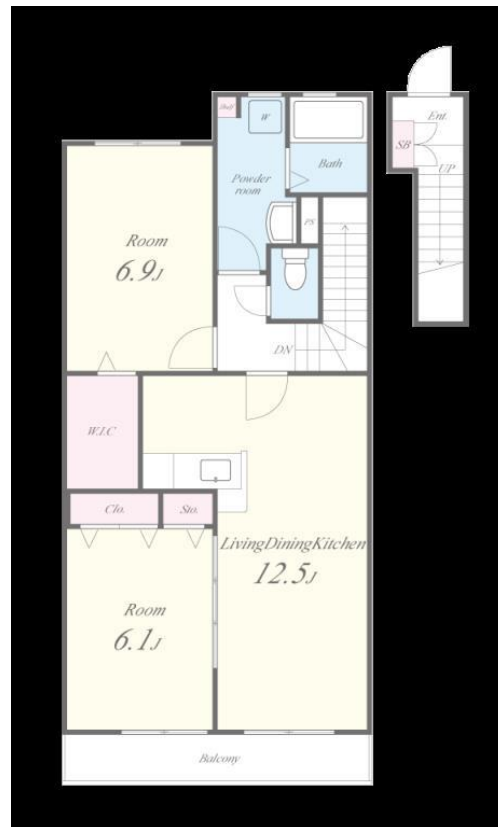 Ent.
SB
UP
W
Bath
Powder
room
PS
Room
6.9J
DN
W.I.C
Clo.
Sto.
LivingDiningKitchen
12.5J
Room
6.1J
Balcony